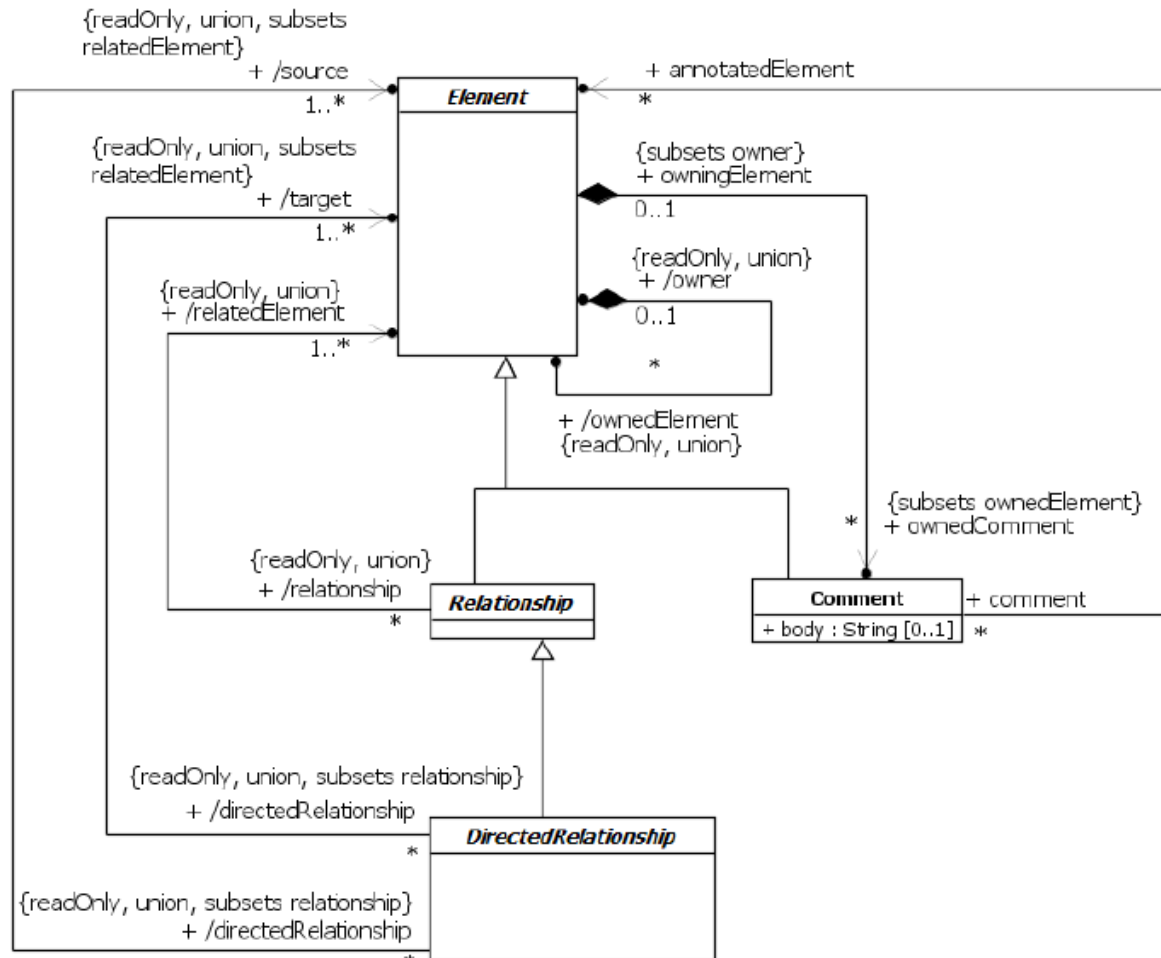 {readOnly, union, subsets
relatedElement}
+ /source
1..*
Element
+ annotatedElement
*
{readOnly, union, subsets
relatedElement}
+ /target
1..*
{subsets owner}
+ owningElement
0..1
{readOnly, union}
+ /owner
0..1
{readOnly, union}
+ /relatedElement
1..*
*
+ /ownedElement
{readOnly, union}
{subsets ownedElement}
+ ownedComment
*
{readOnly, union}
+ /relationship
*
Relationship
Comment
+ body : String [0..1]
+ comment
*
{readOnly, union, subsets relationship}
+ /directedRelationship
*
DirectedRelationship
{readOnly, union, subsets relationship}
+ /directedRelationship
*